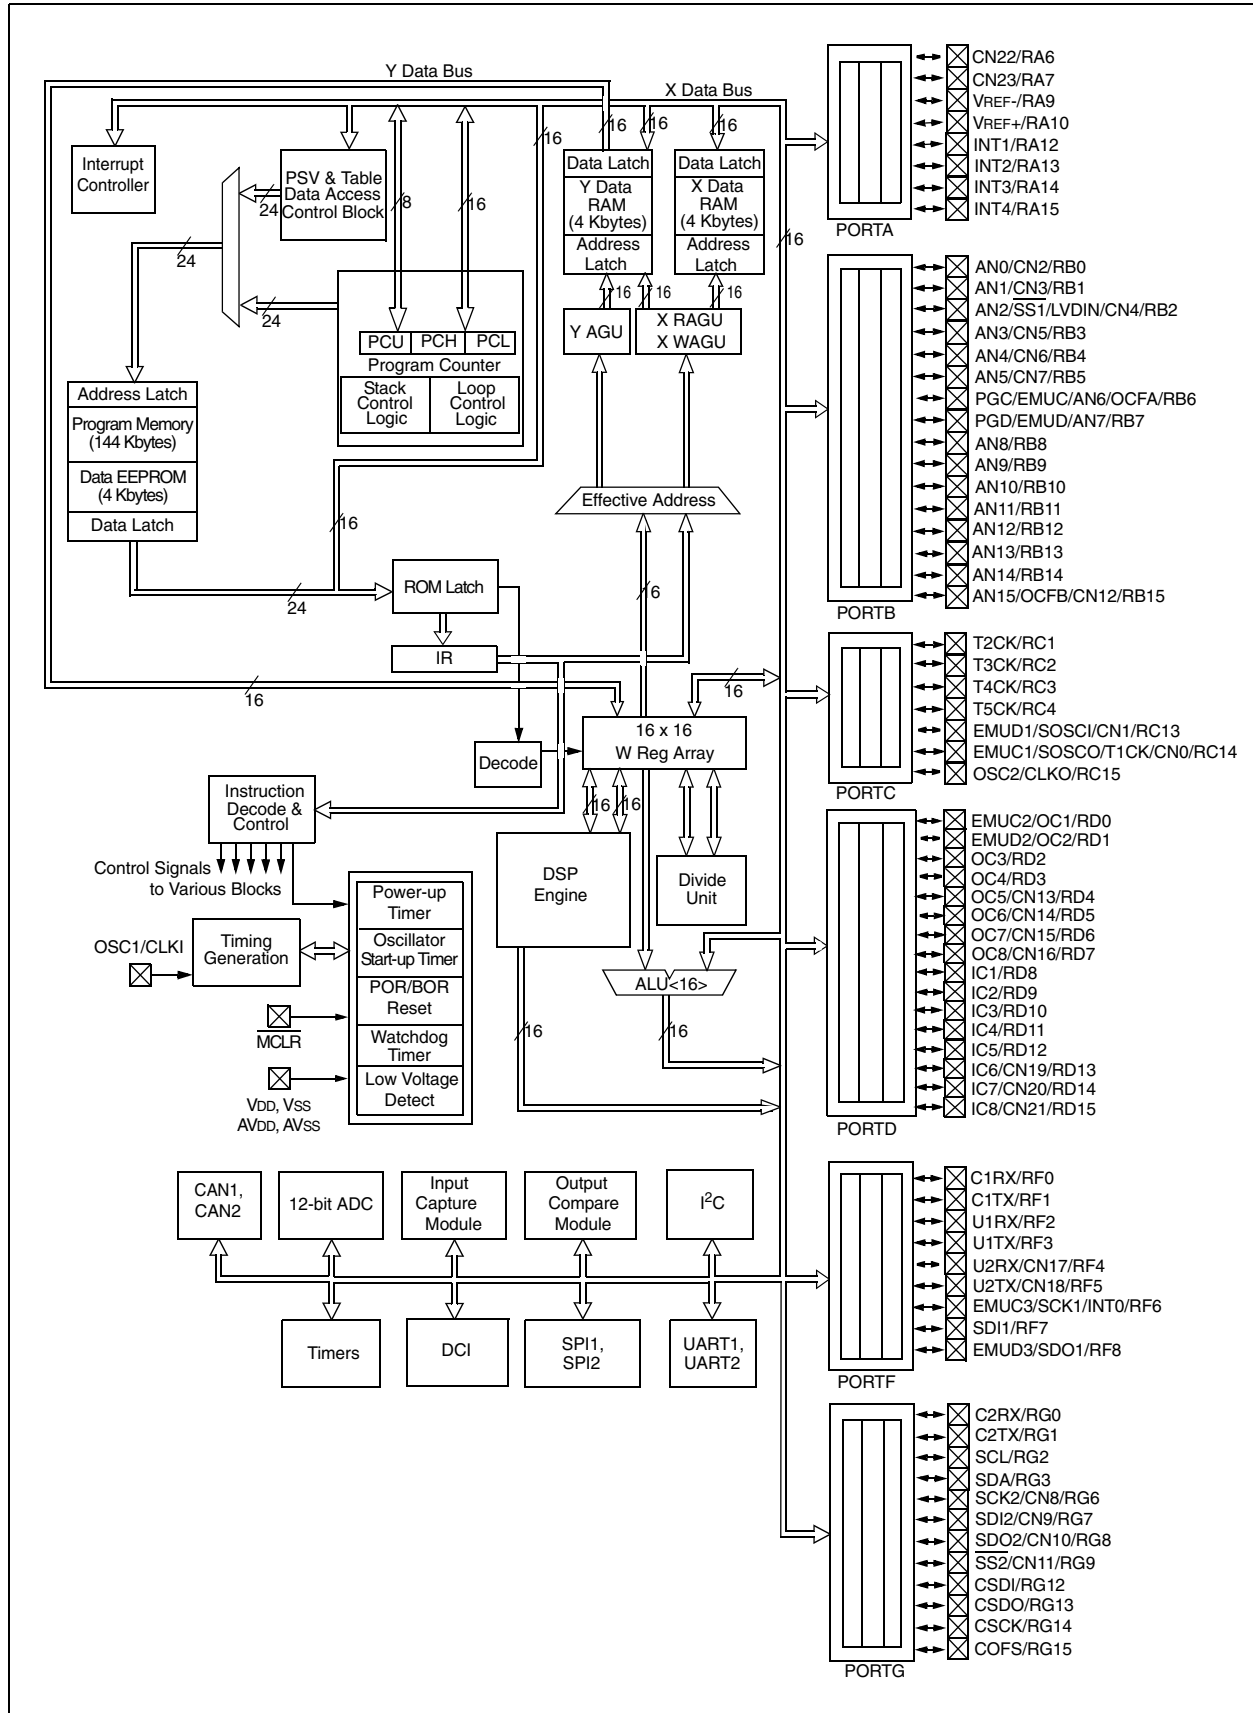 Y Data Bus
X Data Bus
16
16
16
16
Interrupt
Controller
PSV & Table
Data Access
Control Block
24
8
16
24
24
Data Latch
Y Data
RAM
(4 Kbytes)
Address
Latch
Data Latch
X Data
RAM
(4 Kbytes)
Address
Latch
16
16
16
16
Y AGU
X RAGU
X WAGU
PCU
PCH
PCL
Program Counter
Stack
Control
Logic
Loop
Control
Logic
Address Latch
Program Memory
(144 Kbytes)
Data EEPROM
(4 Kbytes)
Data Latch
Effective Address
16
24
ROM Latch
16
IR
16
16
16 x 16
W Reg Array
Decode
Instruction
Decode &
Control
16
16
Control Signals
to Various Blocks
DSP
Engine
Divide
Unit
Power-up
Timer
Oscillator
Start-up Timer
POR/BOR
Reset
Watchdog
Timer
Low Voltage
Detect
OSC1/CLKI
Timing
Generation
MCLR
VDD, VSS
AVDD, AVSS
ALU<16>
16
16
CAN1,
CAN2
12-bit ADC
Input
Capture
Module
Output
Compare
Module
I²C
Timers
DCI
SPI1,
SPI2
UART1,
UART2
CN22/RA6
CN23/RA7
VREF-/RA9
VREF+/RA10
INT1/RA12
INT2/RA13
INT3/RA14
INT4/RA15
PORTA
AN0/CN2/RB0
AN1/CN3/RB1
AN2/SS1/LVDIN/CN4/RB2
AN3/CN5/RB3
AN4/CN6/RB4
AN5/CN7/RB5
PGC/EMUC/AN6/OCFA/RB6
PGD/EMUD/AN7/RB7
AN8/RB8
AN9/RB9
AN10/RB10
AN11/RB11
AN12/RB12
AN13/RB13
AN14/RB14
AN15/OCFB/CN12/RB15
PORTB
T2CK/RC1
T3CK/RC2
T4CK/RC3
T5CK/RC4
EMUD1/SOSCI/CN1/RC13
EMUC1/SOSCO/T1CK/CN0/RC14
OSC2/CLKO/RC15
PORTC
EMUC2/OC1/RD0
EMUD2/OC2/RD1
OC3/RD2
OC4/RD3
OC5/CN13/RD4
OC6/CN14/RD5
OC7/CN15/RD6
OC8/CN16/RD7
IC1/RD8
IC2/RD9
IC3/RD10
IC4/RD11
IC5/RD12
IC6/CN19/RD13
IC7/CN20/RD14
IC8/CN21/RD15
PORTD
C1RX/RF0
C1TX/RF1
U1RX/RF2
U1TX/RF3
U2RX/CN17/RF4
U2TX/CN18/RF5
EMUC3/SCK1/INT0/RF6
SDI1/RF7
EMUD3/SDO1/RF8
PORTF
C2RX/RG0
C2TX/RG1
SCL/RG2
SDA/RG3
SCK2/CN8/RG6
SDI2/CN9/RG7
SDO2/CN10/RG8
SS2/CN11/RG9
CSDI/RG12
CSDO/RG13
CSCK/RG14
COFS/RG15
PORTG